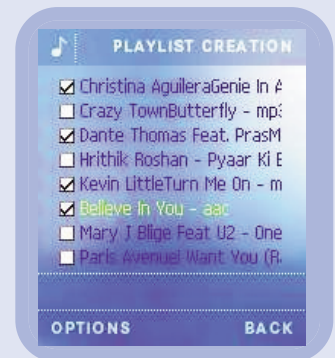 PLAYLIST CREATION
Christina AguileraGenie In A
Crazy TownButterfly - mp3
Dante Thomas Feat. PrasM
Hrithik Roshan - Pyaar Ki E
Kevin LittleTurn Me On - m
Believe In You - aac
Mary J Blige Feat U2 - One
Paris AvenueI Want You (R
OPTIONS BACK